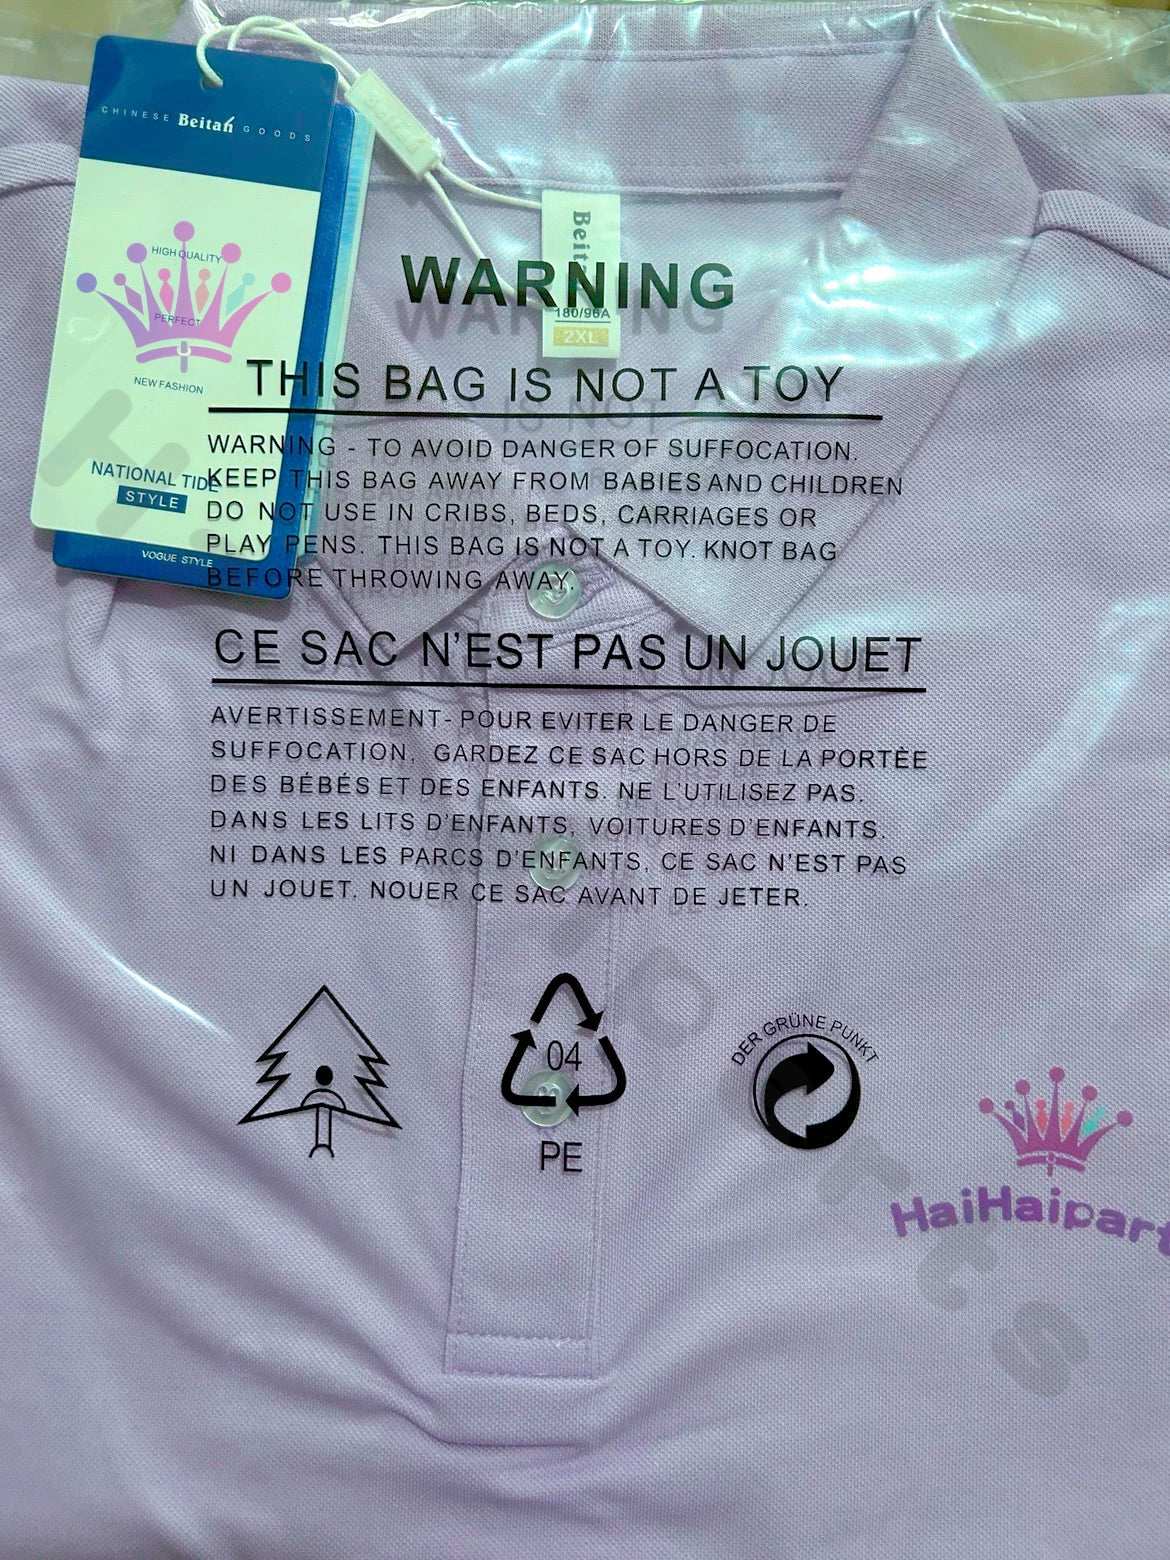 CHINESE Beitah GOODS
HIGH QUALITY
PERFECT
NEW FASHION
NATIONAL TIDE
STYLE
VOGUE STYLE
180/96A
2XL
WARNING
THIS BAG IS NOT A TOY
WARNING - TO AVOID DANGER OF SUFFOCATION.
KEEP THIS BAG AWAY FROM BABIES AND CHILDREN
DO NOT USE IN CRIBS, BEDS, CARRIAGES OR
PLAY PENS. THIS BAG IS NOT A TOY. KNOT BAG
BEFORE THROWING AWAY.
CE SAC N'EST PAS UN JOUET
AVERTISSEMENT- POUR EVITER LE DANGER DE
SUFFOCATION, GARDEZ CE SAC HORS DE LA PORTÈE
DES BÉBÉS ET DES ENFANTS. NE L'UTILISEZ PAS.
DANS LES LITS D'ENFANTS, VOITURES D'ENFANTS.
NI DANS LES PARCS D'ENFANTS, CE SAC N'EST PAS
UN JOUET. NOUER CE SAC AVANT DE JETER.
04
PE
DER GRÜNE PUNKT
HaiHaipart